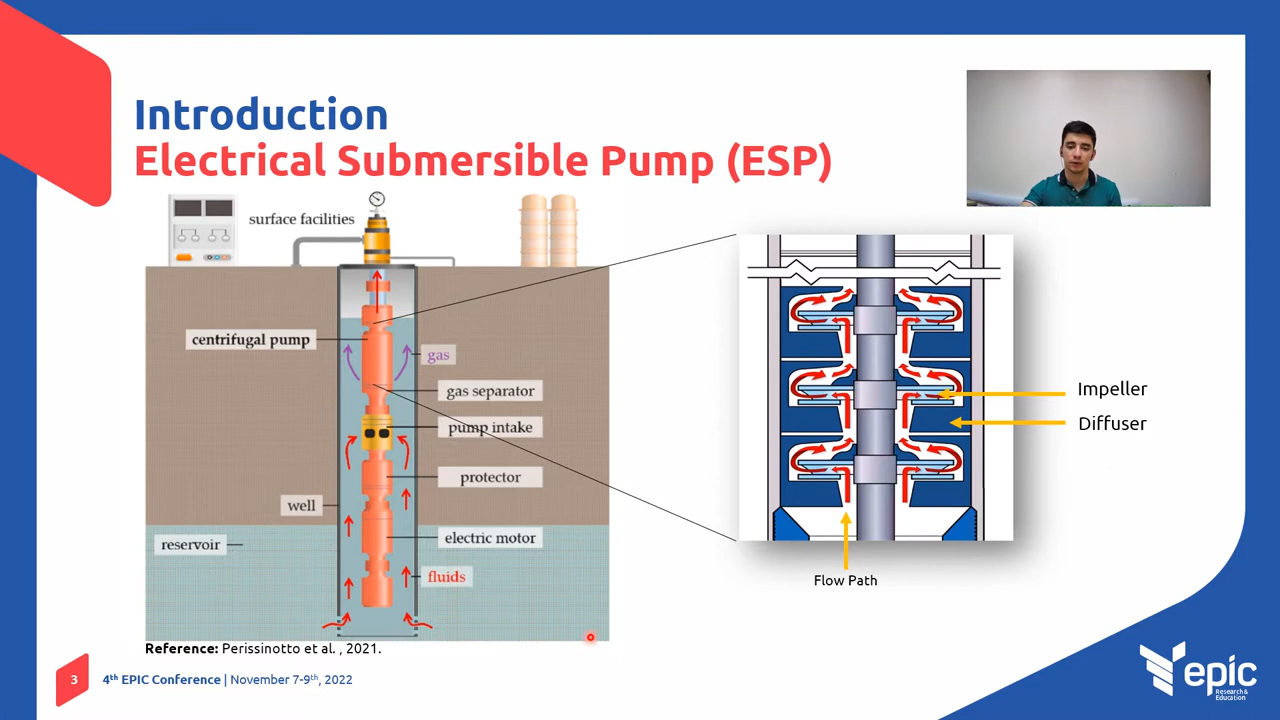 Introduction
Electrical Submersible Pump (ESP)
surface facilities
centrifugal pump
gas
gas separator
pump intake
protector
well
electric motor
reservoir
fluids
Impeller
Diffuser
Flow Path
Reference: Perissinotto et al. , 2021.
3
4th EPIC Conference | November 7-9th, 2022
epic
Research &
Education